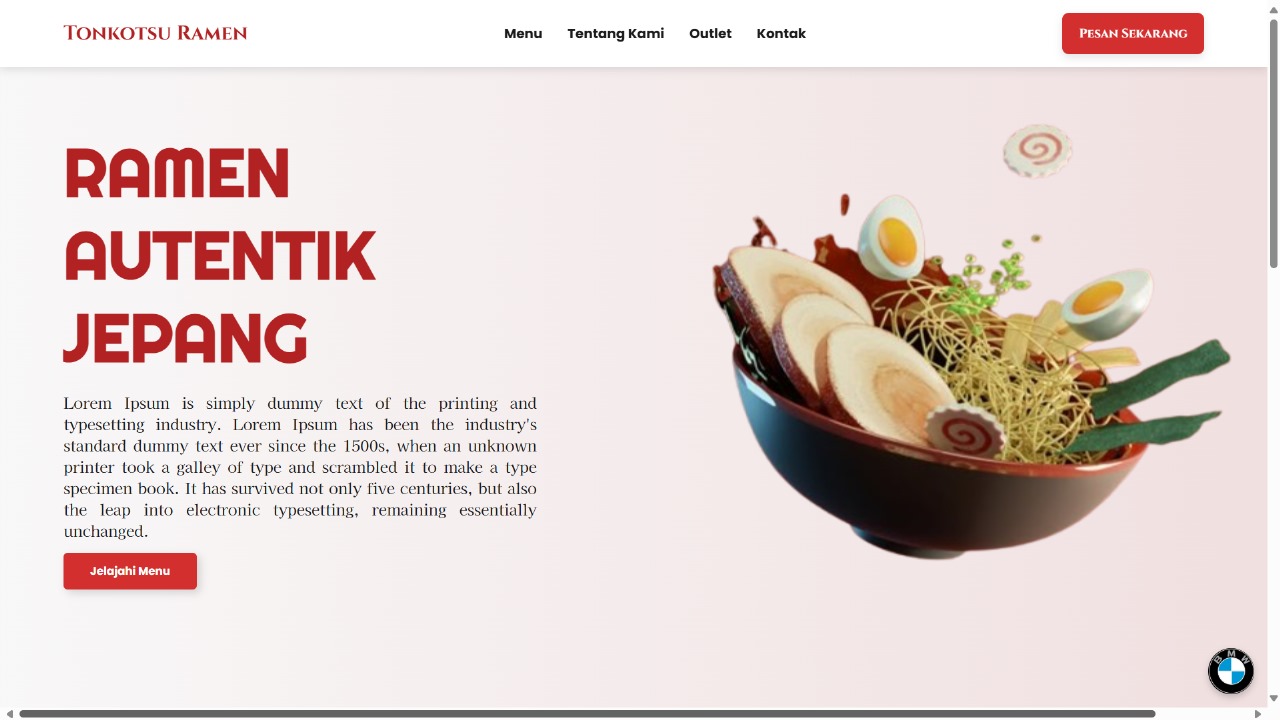 Tonkotsu Ramen
Menu
Tentang Kami
Outlet
Kontak
Pesan Sekarang
RAMEN
AUTENTIK
JEPANG
Lorem Ipsum is simply dummy text of the printing and
typesetting industry. Lorem Ipsum has been the industry's
standard dummy text ever since the 1500s, when an unknown
printer took a galley of type and scrambled it to make a type
specimen book. It has survived not only five centuries, but also
the leap into electronic typesetting, remaining essentially
unchanged.
Jelajahi Menu
BMW